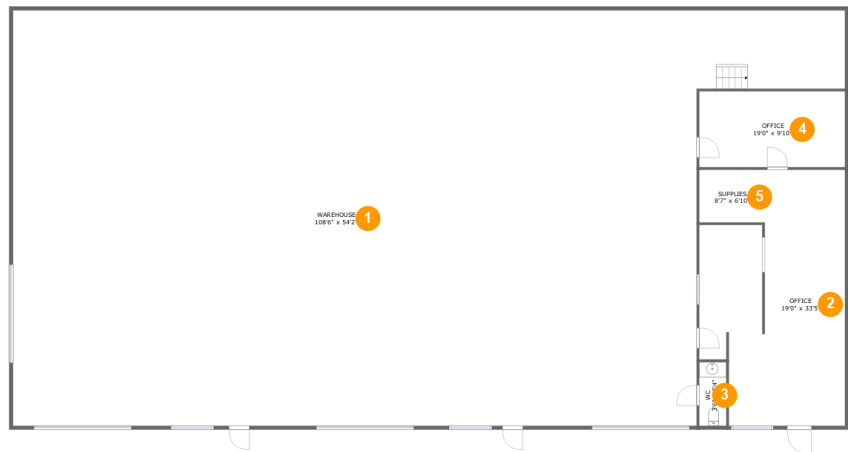 OFFICE
19'0" x 9'10
4
SUPPLIES
8'7" x 6'10
5
WAREHOUSE
108'6" x 54'2
1
OFFICE
19'0" x 33'5
2
WC
3